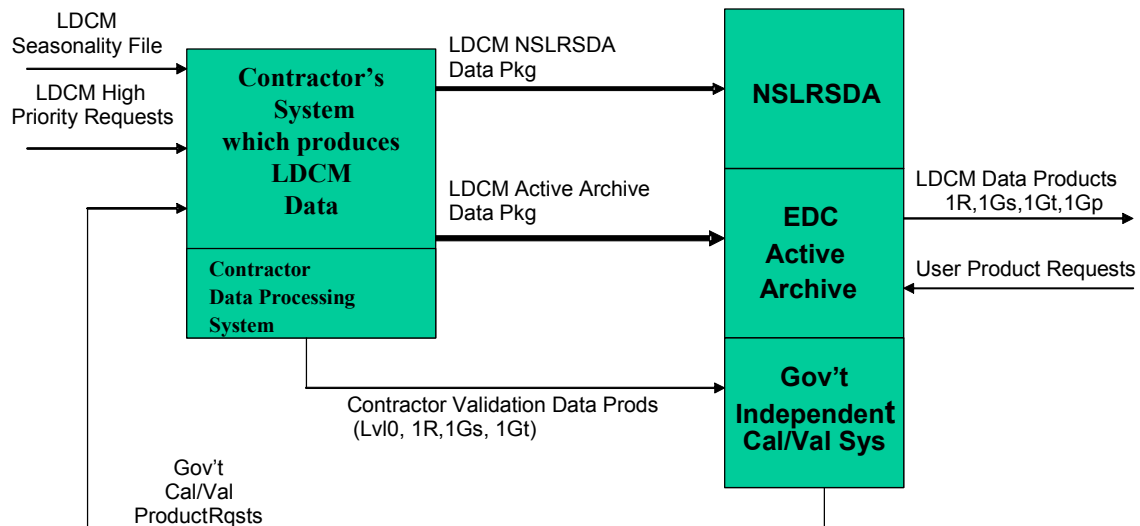 LDCM
Seasonality File
LDCM High
Priority Requests
Contractor's
System
which produces
LDCM
Data
Contractor
Data Processing
System
LDCM NSLRSDA
Data Pkg
LDCM Active Archive
Data Pkg
NSLRSDA
EDC
Active
Archive
LDCM Data Products
1R,1Gs,1Gt,1Gp
User Product Requests
Gov't
Independent
Cal/Val Sys
Contractor Validation Data Prods
(Lvl0, 1R,1Gs, 1Gt)
Gov't
Cal/Val
ProductRqsts